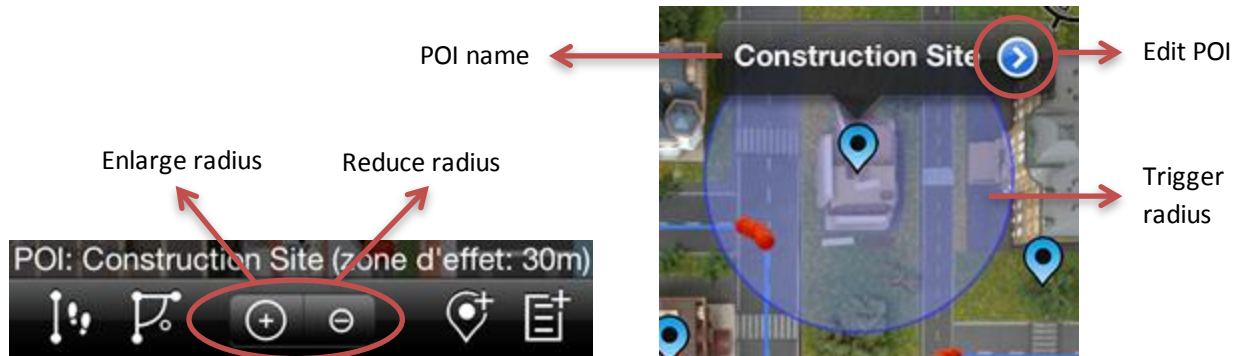 POI name
Construction Site
Edit POI
Enlarge radius
Reduce radius
Trigger
radius
POI: Construction Site (zone d'effet: 30m)